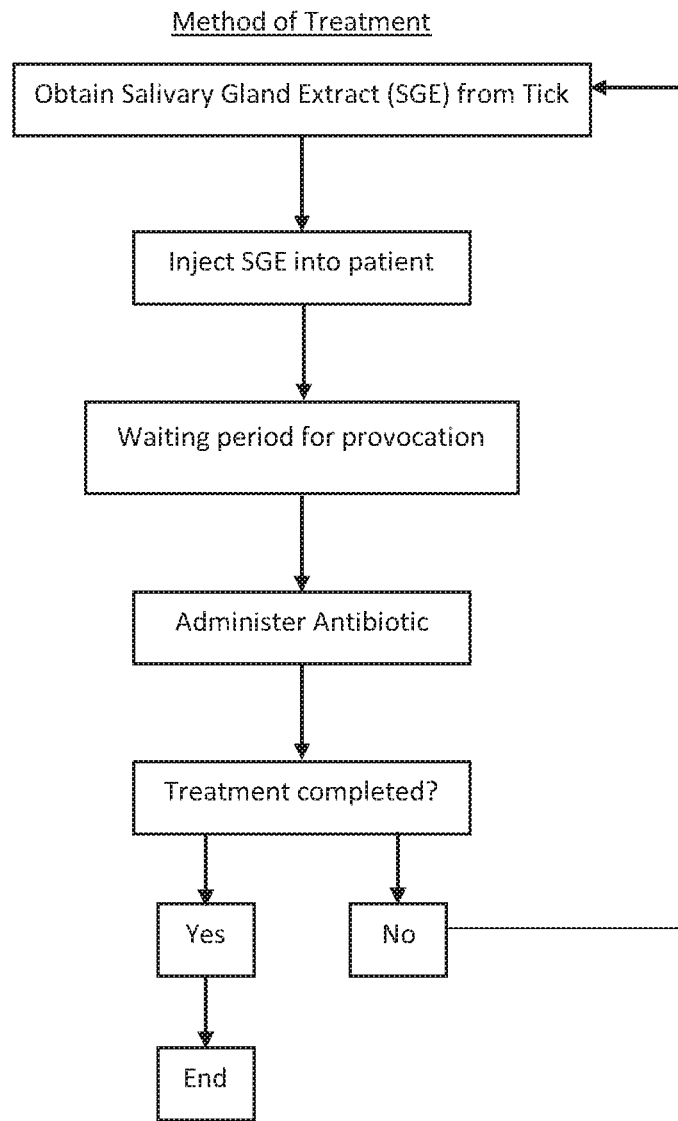 Method of Treatment
Obtain Salivary Gland Extract (SGE) from Tick
Inject SGE into patient
Waiting period for provocation
Administer Antibiotic
Treatment completed?
Yes
No
End